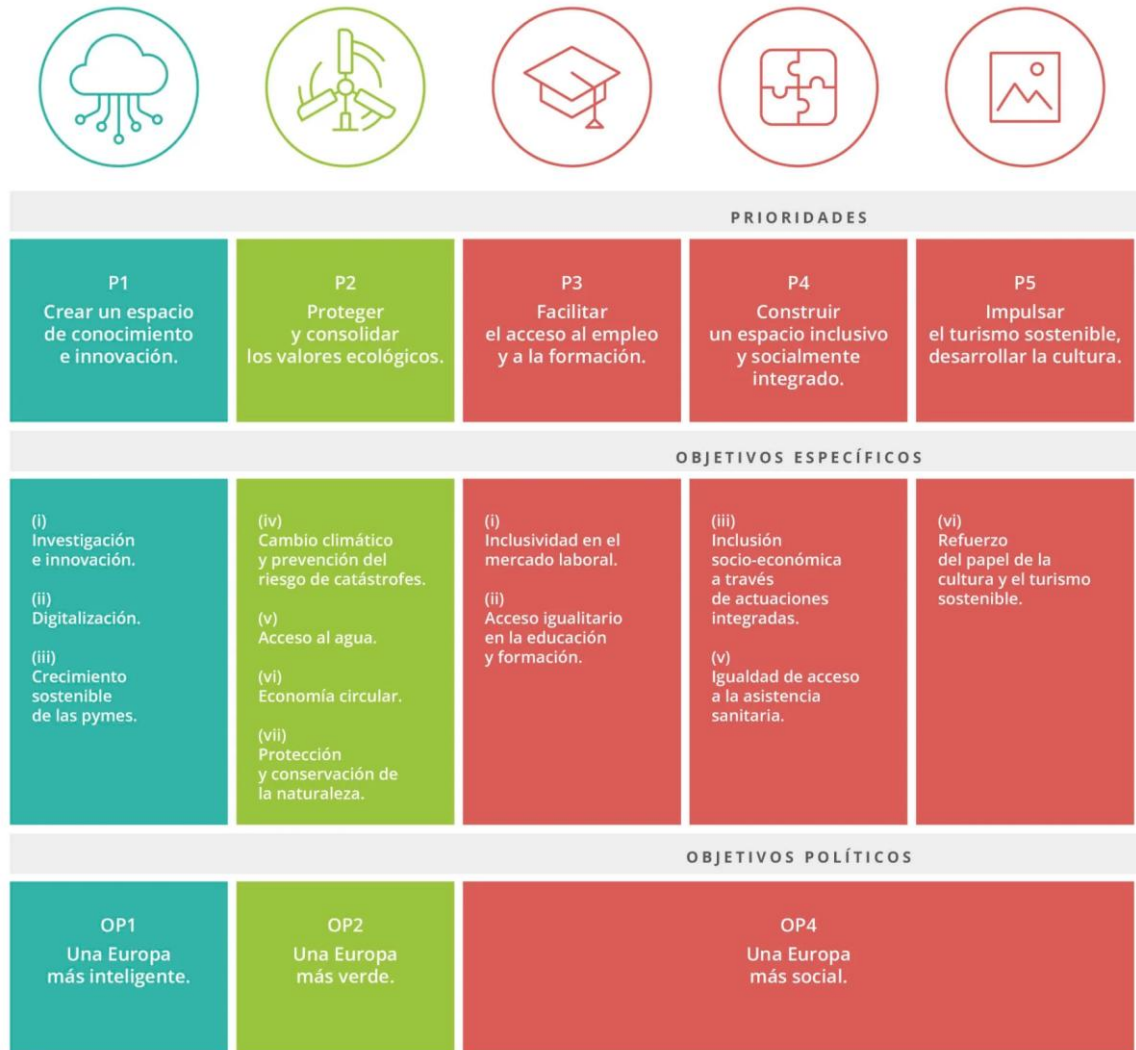 PRIORIDADES
P1
Crear un espacio
de conocimiento
e innovación.
P2
Proteger
y consolidar
los valores ecológicos.
P3
Facilitar
el acceso al empleo
y a la formación.
P4
Construir
un espacio inclusivo
y socialmente
integrado.
P5
Impulsar
el turismo sostenible,
desarrollar la cultura.
OBJETIVOS ESPECÍFICOS
(i)
Investigación
e innovación.
(ii)
Digitalización.
(iii)
Crecimiento
sostenible
de las pymes.
(iv)
Cambio climático
y prevención del
riesgo de catástrofes.
(v)
Acceso al agua.
(vi)
Economía circular.
(vii)
Protección
y conservación de
la naturaleza.
(i)
Inclusividad en el
mercado laboral.
(ii)
Acceso igualitario
en la educación
y formación.
(iii)
Inclusión
socio-económica
a través
de actuaciones
integradas.
(v)
Igualdad de acceso
a la asistencia
sanitaria.
(vi)
Refuerzo
del papel de la
cultura y el turismo
sostenible.
OBJETIVOS POLÍTICOS
OP1
Una Europa
más inteligente.
OP2
Una Europa
más verde.
OP4
Una Europa
más social.